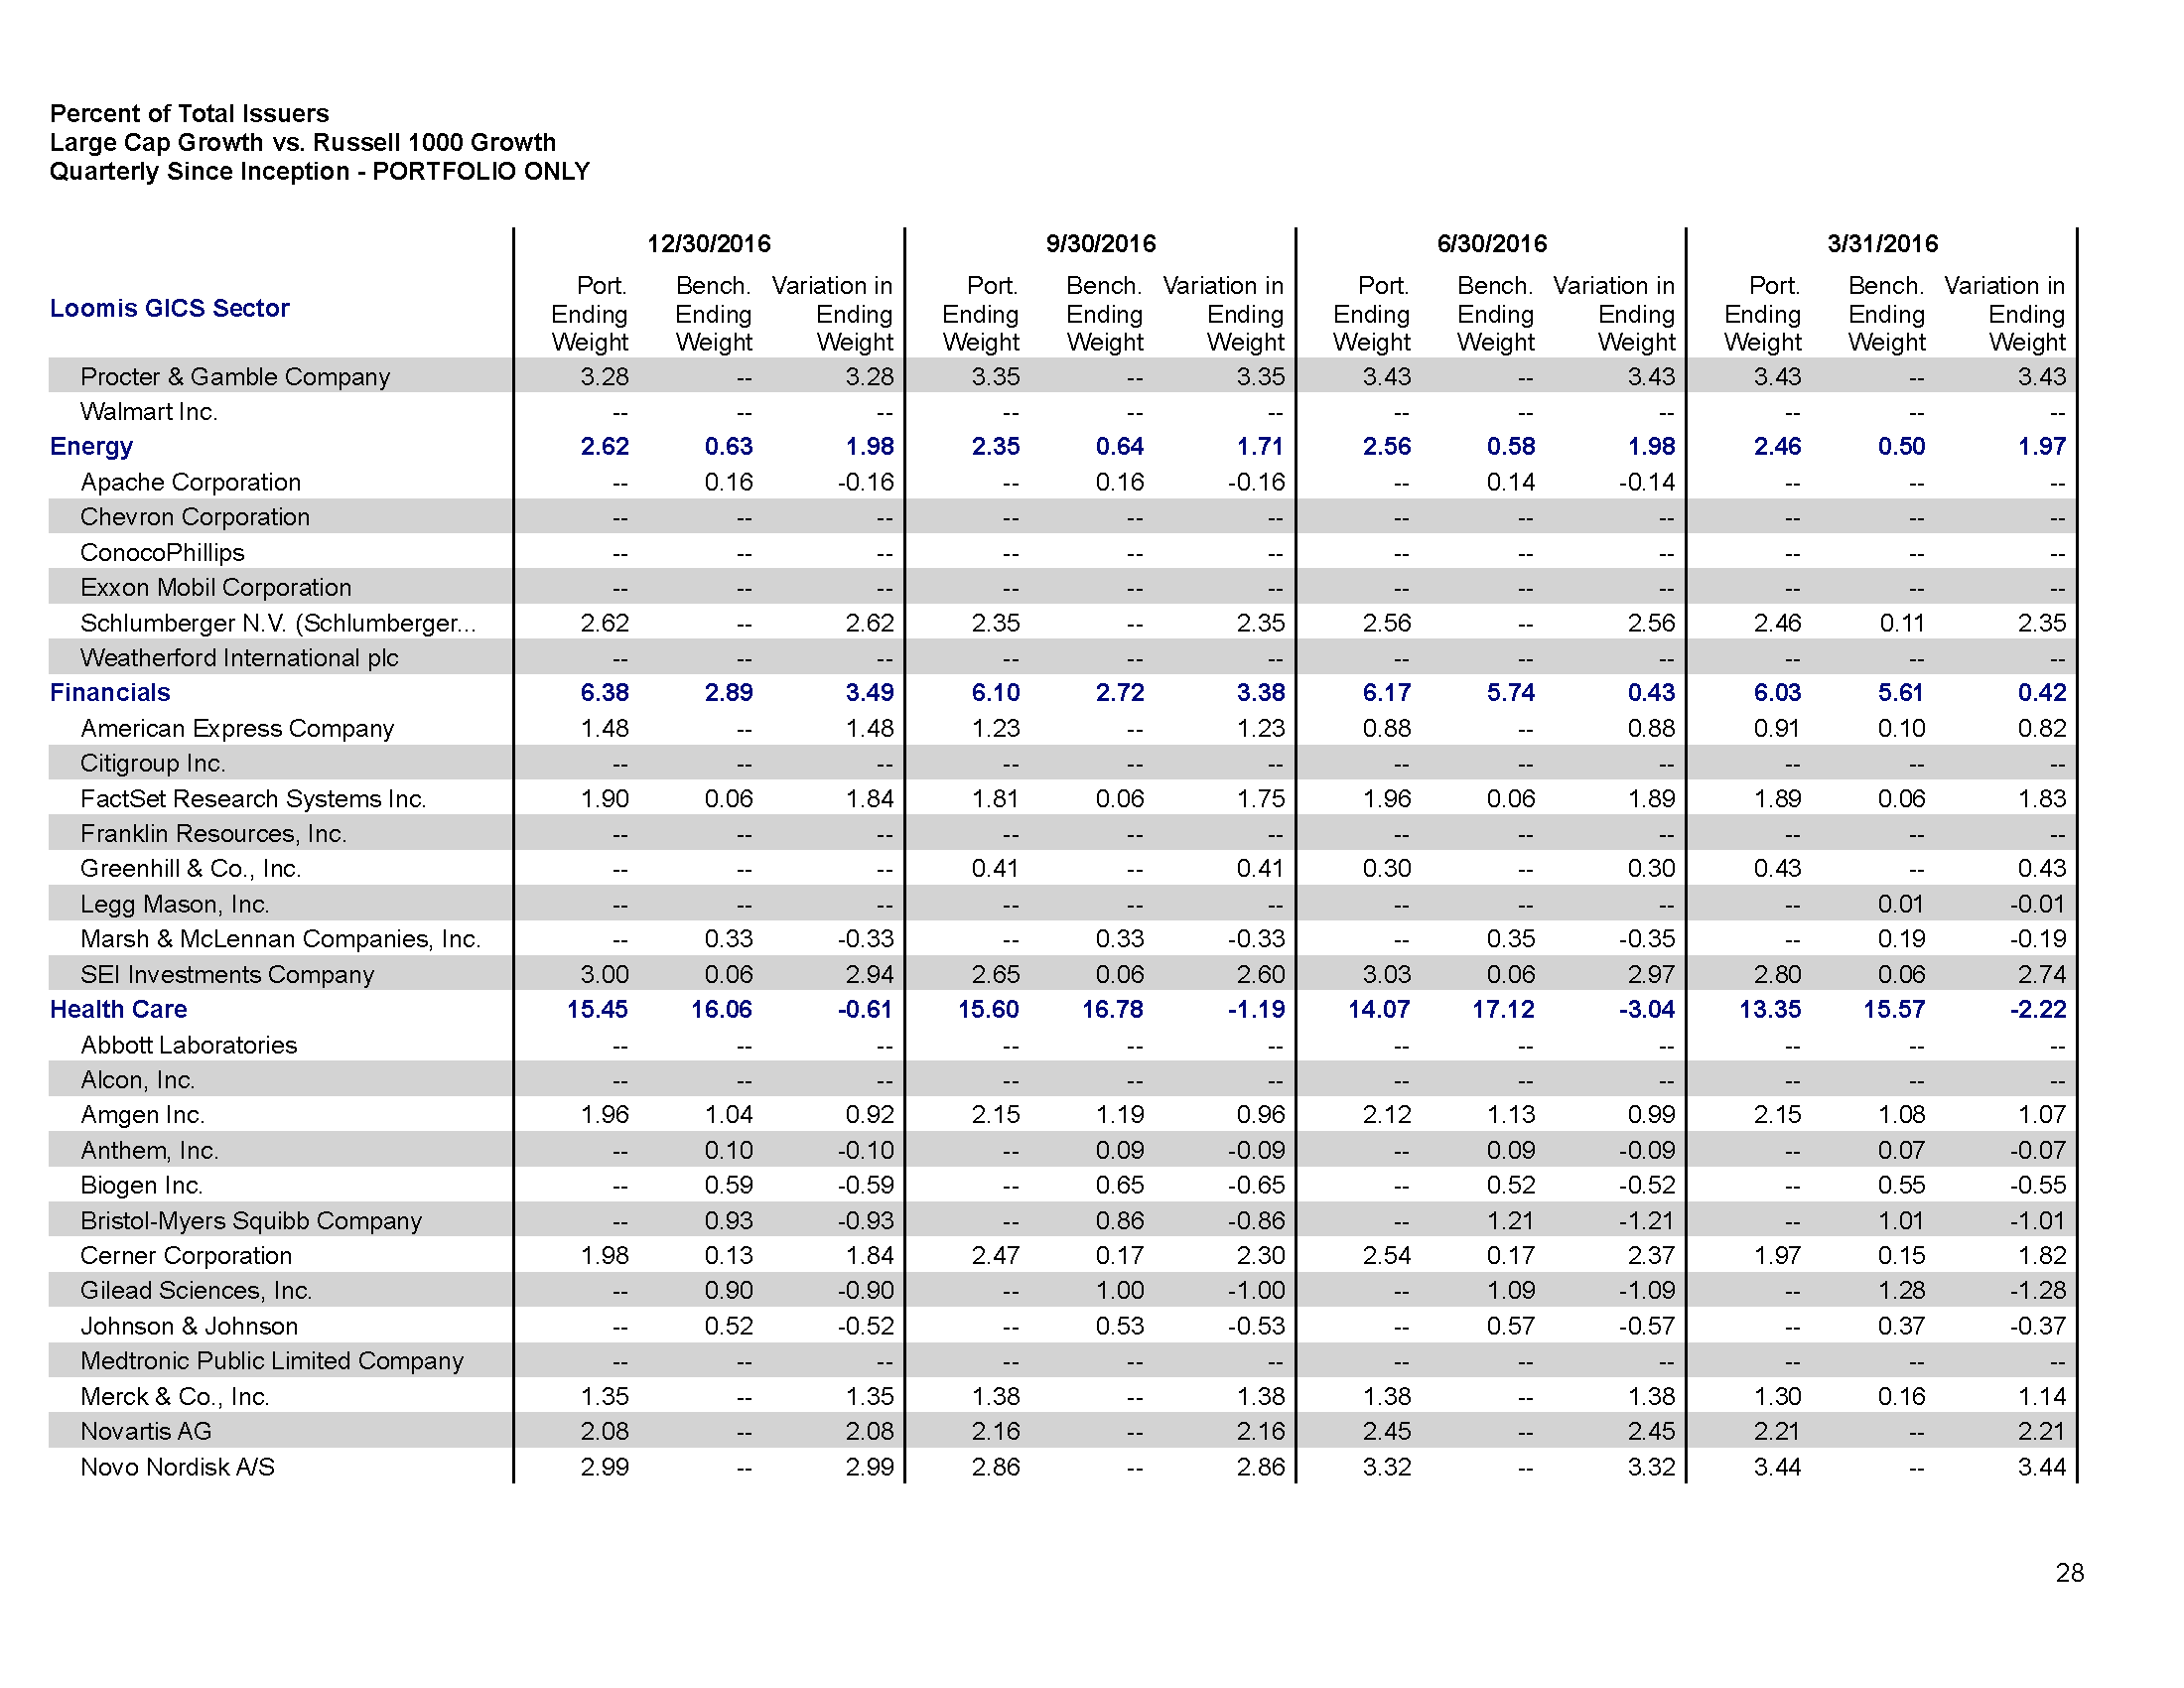 Percent of Total Issuers
Large Cap Growth vs. Russell 1000 Growth
Quarterly Since Inception - PORTFOLIO ONLY
12/30/2016 9/30/2016 6/30/2016 3/31/2016
Port. Bench. Variation in Port. Bench. Variation in Port. Bench. Variation in Port. Bench. Variation in
Loomis GICS Sector Ending Ending Ending Ending Ending Ending Ending Ending Ending Ending Ending Ending
Weight Weight Weight Weight Weight Weight Weight Weight Weight Weight Weight Weight
Procter & Gamble Company 3.28 -- 3.28 3.35 -- 3.35 3.43 -- 3.43 3.43 -- 3.43
Walmart Inc. -- -- -- -- -- -- -- -- -- -- -- --
Energy 2.62 0.63 1.98 2.35 0.64 1.71 2.56 0.58 1.98 2.46 0.50 1.97
Apache Corporation -- 0.16 -0.16 -- 0.16 -0.16 -- 0.14 -0.14 -- -- --
Chevron Corporation -- -- -- -- -- -- -- -- -- -- -- --
ConocoPhillips -- -- -- -- -- -- -- -- -- -- -- --
Exxon Mobil Corporation -- -- -- -- -- -- -- -- -- -- -- --
Schlumberger N.V. (Schlumberger... 2.62 -- 2.62 2.35 -- 2.35 2.56 -- 2.56 2.46 0.11 2.35
Weatherford International plc -- -- -- -- -- -- -- -- -- -- -- --
Financials 6.38 2.89 3.49 6.10 2.72 3.38 6.17 5.74 0.43 6.03 5.61 0.42
American Express Company 1.48 -- 1.48 1.23 -- 1.23 0.88 -- 0.88 0.91 0.10 0.82
Citigroup Inc. -- -- -- -- -- -- -- -- -- -- -- --
FactSet Research Systems Inc. 1.90 0.06 1.84 1.81 0.06 1.75 1.96 0.06 1.89 1.89 0.06 1.83
Franklin Resources, Inc. -- -- -- -- -- -- -- -- -- -- -- --
Greenhill & Co., Inc. -- -- -- 0.41 -- 0.41 0.30 -- 0.30 0.43 -- 0.43
Legg Mason, Inc. -- -- -- -- -- -- -- -- -- -- 0.01 -0.01
Marsh & McLennan Companies, Inc. -- 0.33 -0.33 -- 0.33 -0.33 -- 0.35 -0.35 -- 0.19 -0.19
SEI Investments Company 3.00 0.06 2.94 2.65 0.06 2.60 3.03 0.06 2.97 2.80 0.06 2.74
Health Care 15.45 16.06 -0.61 15.60 16.78 -1.19 14.07 17.12 -3.04 13.35 15.57 -2.22
Abbott Laboratories -- -- -- -- -- -- -- -- -- -- -- --
Alcon, Inc. -- -- -- -- -- -- -- -- -- -- -- --
Amgen Inc. 1.96 1.04 0.92 2.15 1.19 0.96 2.12 1.13 0.99 2.15 1.08 1.07
Anthem, Inc. -- 0.10 -0.10 -- 0.09 -0.09 -- 0.09 -0.09 -- 0.07 -0.07
Biogen Inc. -- 0.59 -0.59 -- 0.65 -0.65 -- 0.52 -0.52 -- 0.55 -0.55
Bristol-Myers Squibb Company -- 0.93 -0.93 -- 0.86 -0.86 -- 1.21 -1.21 -- 1.01 -1.01
Cerner Corporation 1.98 0.13 1.84 2.47 0.17 2.30 2.54 0.17 2.37 1.97 0.15 1.82
Gilead Sciences, Inc. -- 0.90 -0.90 -- 1.00 -1.00 -- 1.09 -1.09 -- 1.28 -1.28
Johnson & Johnson -- 0.52 -0.52 -- 0.53 -0.53 -- 0.57 -0.57 -- 0.37 -0.37
Medtronic Public Limited Company -- -- -- -- -- -- -- -- -- -- -- --
Merck & Co., Inc. 1.35 -- 1.35 1.38 -- 1.38 1.38 -- 1.38 1.30 0.16 1.14
Novartis AG 2.08 -- 2.08 2.16 -- 2.16 2.45 -- 2.45 2.21 -- 2.21
Novo Nordisk A/S 2.99 -- 2.99 2.86 -- 2.86 3.32 -- 3.32 3.44 -- 3.44
28